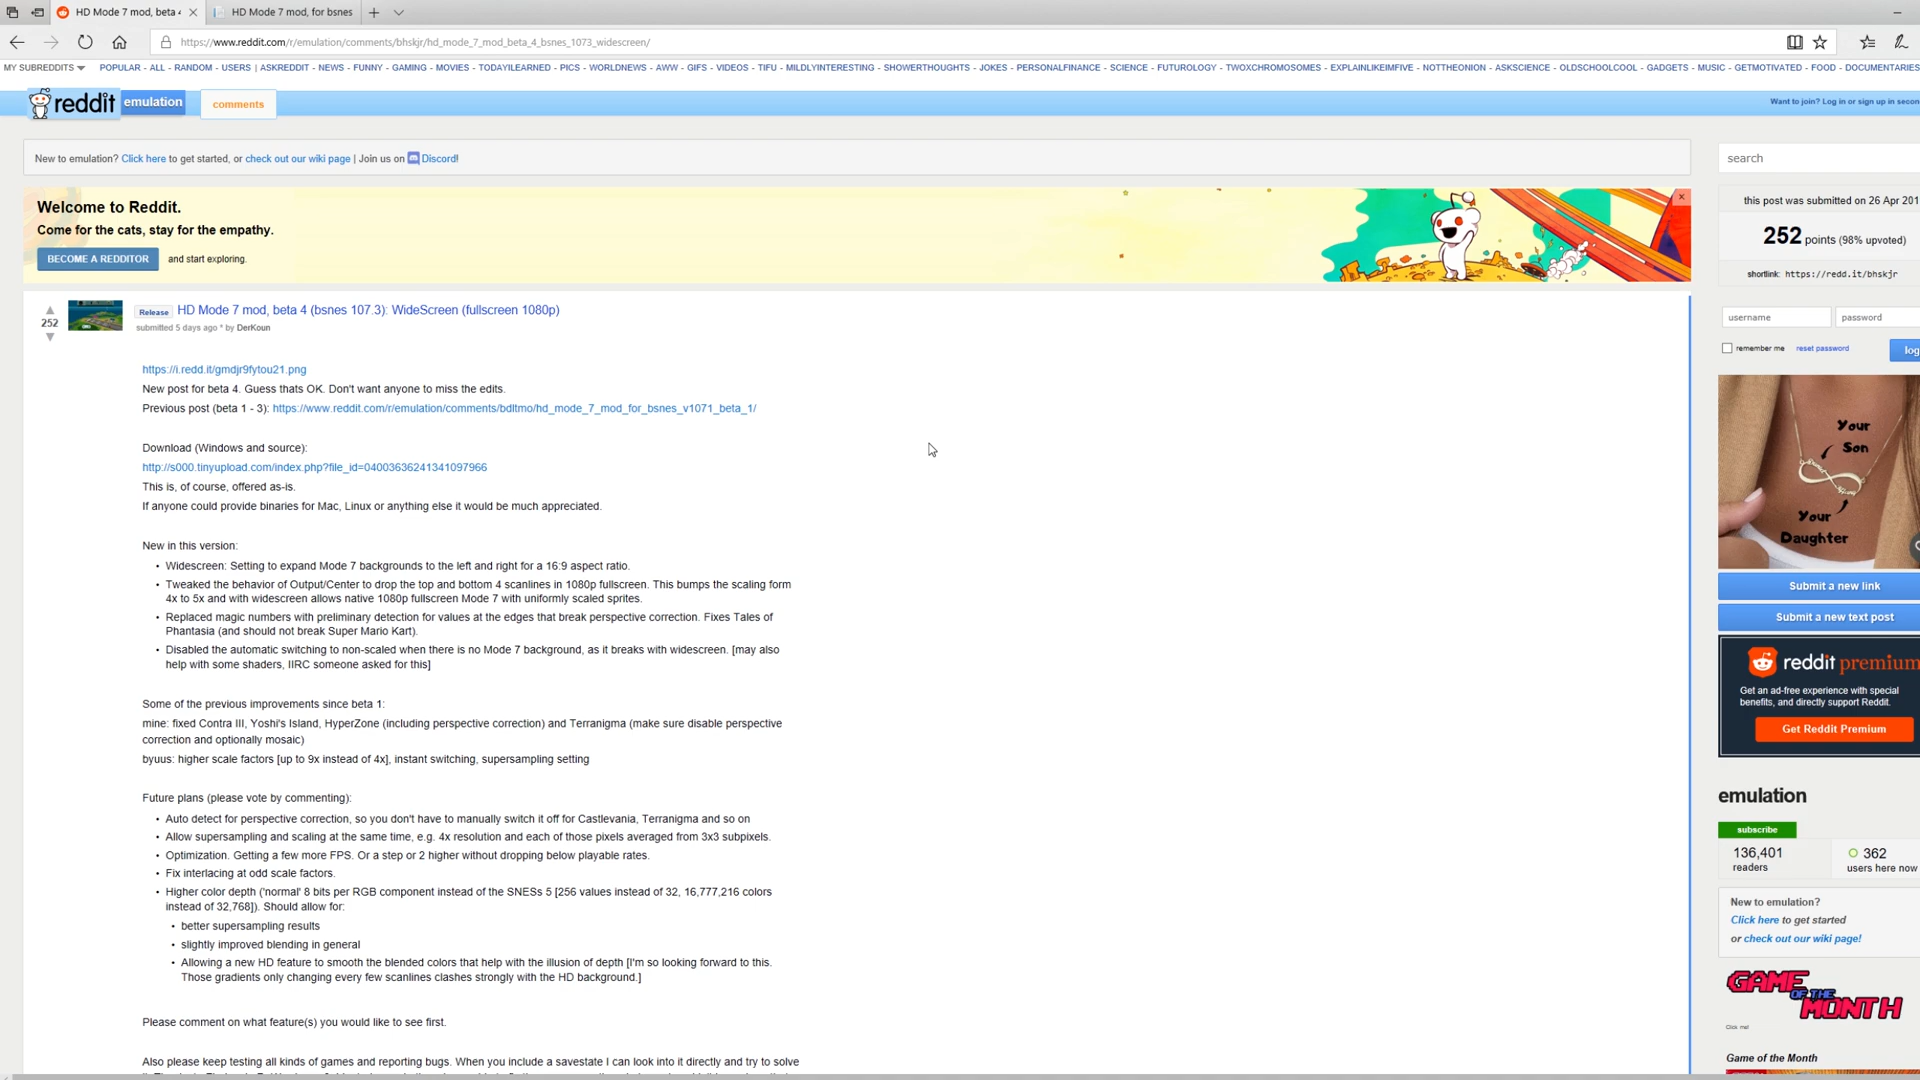 HD Mode 7 mod, beta 4
HD Mode 7 mod, for bsnes
https://www.reddit.com/r/emulation/comments/bhskjr/hd_mode_7_mod_beta_4_bsnes_1073_widescreen/
MY SUBREDDITS POPULAR - ALL - RANDOM - USERS | ASKREDDIT - NEWS - FUNNY - GAMING - MOVIES - TODAYILEARNED - PICS - WORLDNEWS - AWW - GIFS - VIDEOS - TIFU - MILDLYINTERESTING - SHOWERTHOUGHTS - JOKES - PERSONALFINANCE - SCIENCE - FUTUROLOGY - TWOXCHROMOSOMES - EXPLAINLIKEIMFIVE - NOTTHEONION - ASKSCIENCE - OLDSCHOOLCOOL - GADGETS - MUSIC - GETMOTIVATED - FOOD - DOCUMENTARIES
reddit emulation comments
Want to join? Log in or sign up in secon
New to emulation? Click here to get started, or check out our wiki page | Join us on Discord!
Welcome to Reddit.
Come for the cats, stay for the empathy.
BECOME A REDDITOR and start exploring.
252
Release HD Mode 7 mod, beta 4 (bsnes 107.3): WideScreen (fullscreen 1080p)
submitted 5 days ago * by DerKoun
https://i.redd.it/gmdjr9fytou21.png
New post for beta 4. Guess thats OK. Don't want anyone to miss the edits.
Previous post (beta 1 - 3): https://www.reddit.com/r/emulation/comments/bdltmo/hd_mode_7_mod_for_bsnes_v1071_beta_1/
Download (Windows and source):
http://s000.tinyupload.com/index.php?file_id=04003636241341097966
This is, of course, offered as-is.
If anyone could provide binaries for Mac, Linux or anything else it would be much appreciated.
New in this version:
• Widescreen: Setting to expand Mode 7 backgrounds to the left and right for a 16:9 aspect ratio.
• Tweaked the behavior of Output/Center to drop the top and bottom 4 scanlines in 1080p fullscreen. This bumps the scaling form
4x to 5x and with widescreen allows native 1080p fullscreen Mode 7 with uniformly scaled sprites.
• Replaced magic numbers with preliminary detection for values at the edges that break perspective correction. Fixes Tales of
Phantasia (and should not break Super Mario Kart).
• Disabled the automatic switching to non-scaled when there is no Mode 7 background, as it breaks with widescreen. [may also
help with some shaders, IIRC someone asked for this]
Some of the previous improvements since beta 1:
mine: fixed Contra III, Yoshi's Island, HyperZone (including perspective correction) and Terranigma (make sure disable perspective
correction and optionally mosaic)
byuus: higher scale factors [up to 9x instead of 4x], instant switching, supersampling setting
Future plans (please vote by commenting):
• Auto detect for perspective correction, so you don't have to manually switch it off for Castlevania, Terranigma and so on
• Allow supersampling and scaling at the same time, e.g. 4x resolution and each of those pixels averaged from 3x3 subpixels.
• Optimization. Getting a few more FPS. Or a step or 2 higher without dropping below playable rates.
• Fix interlacing at odd scale factors.
• Higher color depth ('normal' 8 bits per RGB component instead of the SNESs 5 [256 values instead of 32, 16,777,216 colors
instead of 32,768]). Should allow for:
• better supersampling results
• slightly improved blending in general
• Allowing a new HD feature to smooth the blended colors that help with the illusion of depth [I'm so looking forward to this.
Those gradients only changing every few scanlines clashes strongly with the HD background.]
Please comment on what feature(s) you would like to see first.
Also please keep testing all kinds of games and reporting bugs. When you include a savestate I can look into it directly and try to solve
search
this post was submitted on 26 Apr 201
252 points (98% upvoted)
shortlink: https://redd.it/bhskjr
username password
remember me reset password log
Your
Son
Your
Daughter
Submit a new link
Submit a new text post
reddit premium
Get an ad-free experience with special
benefits, and directly support Reddit.
Get Reddit Premium
emulation
subscribe
136,401 362
readers users here now
New to emulation?
Click here to get started
or check out our wiki page!
GAME
OF THE
MONTH
Click me!
Game of the Month